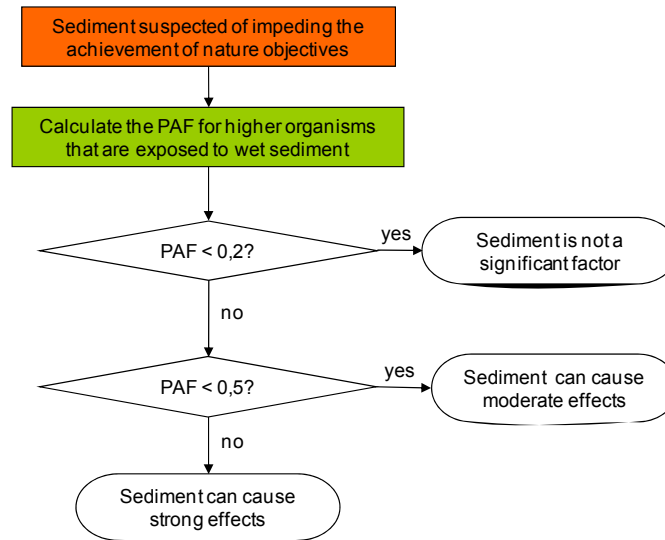 Sediment suspected of impeding the
achievement of nature objectives
Calculate the PAF for higher organisms
that are exposed to wet sediment
PAF < 0,2?
yes
Sediment is not a
significant factor
no
PAF < 0,5?
yes
Sediment can cause
moderate effects
no
Sediment can cause
strong effects